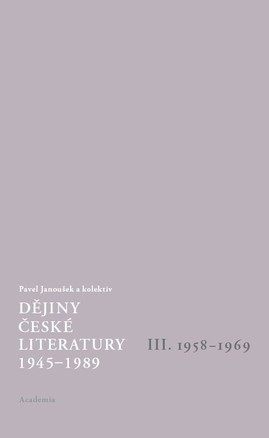 Pavel Janoušek a kolektiv
DĚJINY
ČESKÉ
LITERATURY III. 1958–1969
1945–1989
Academia